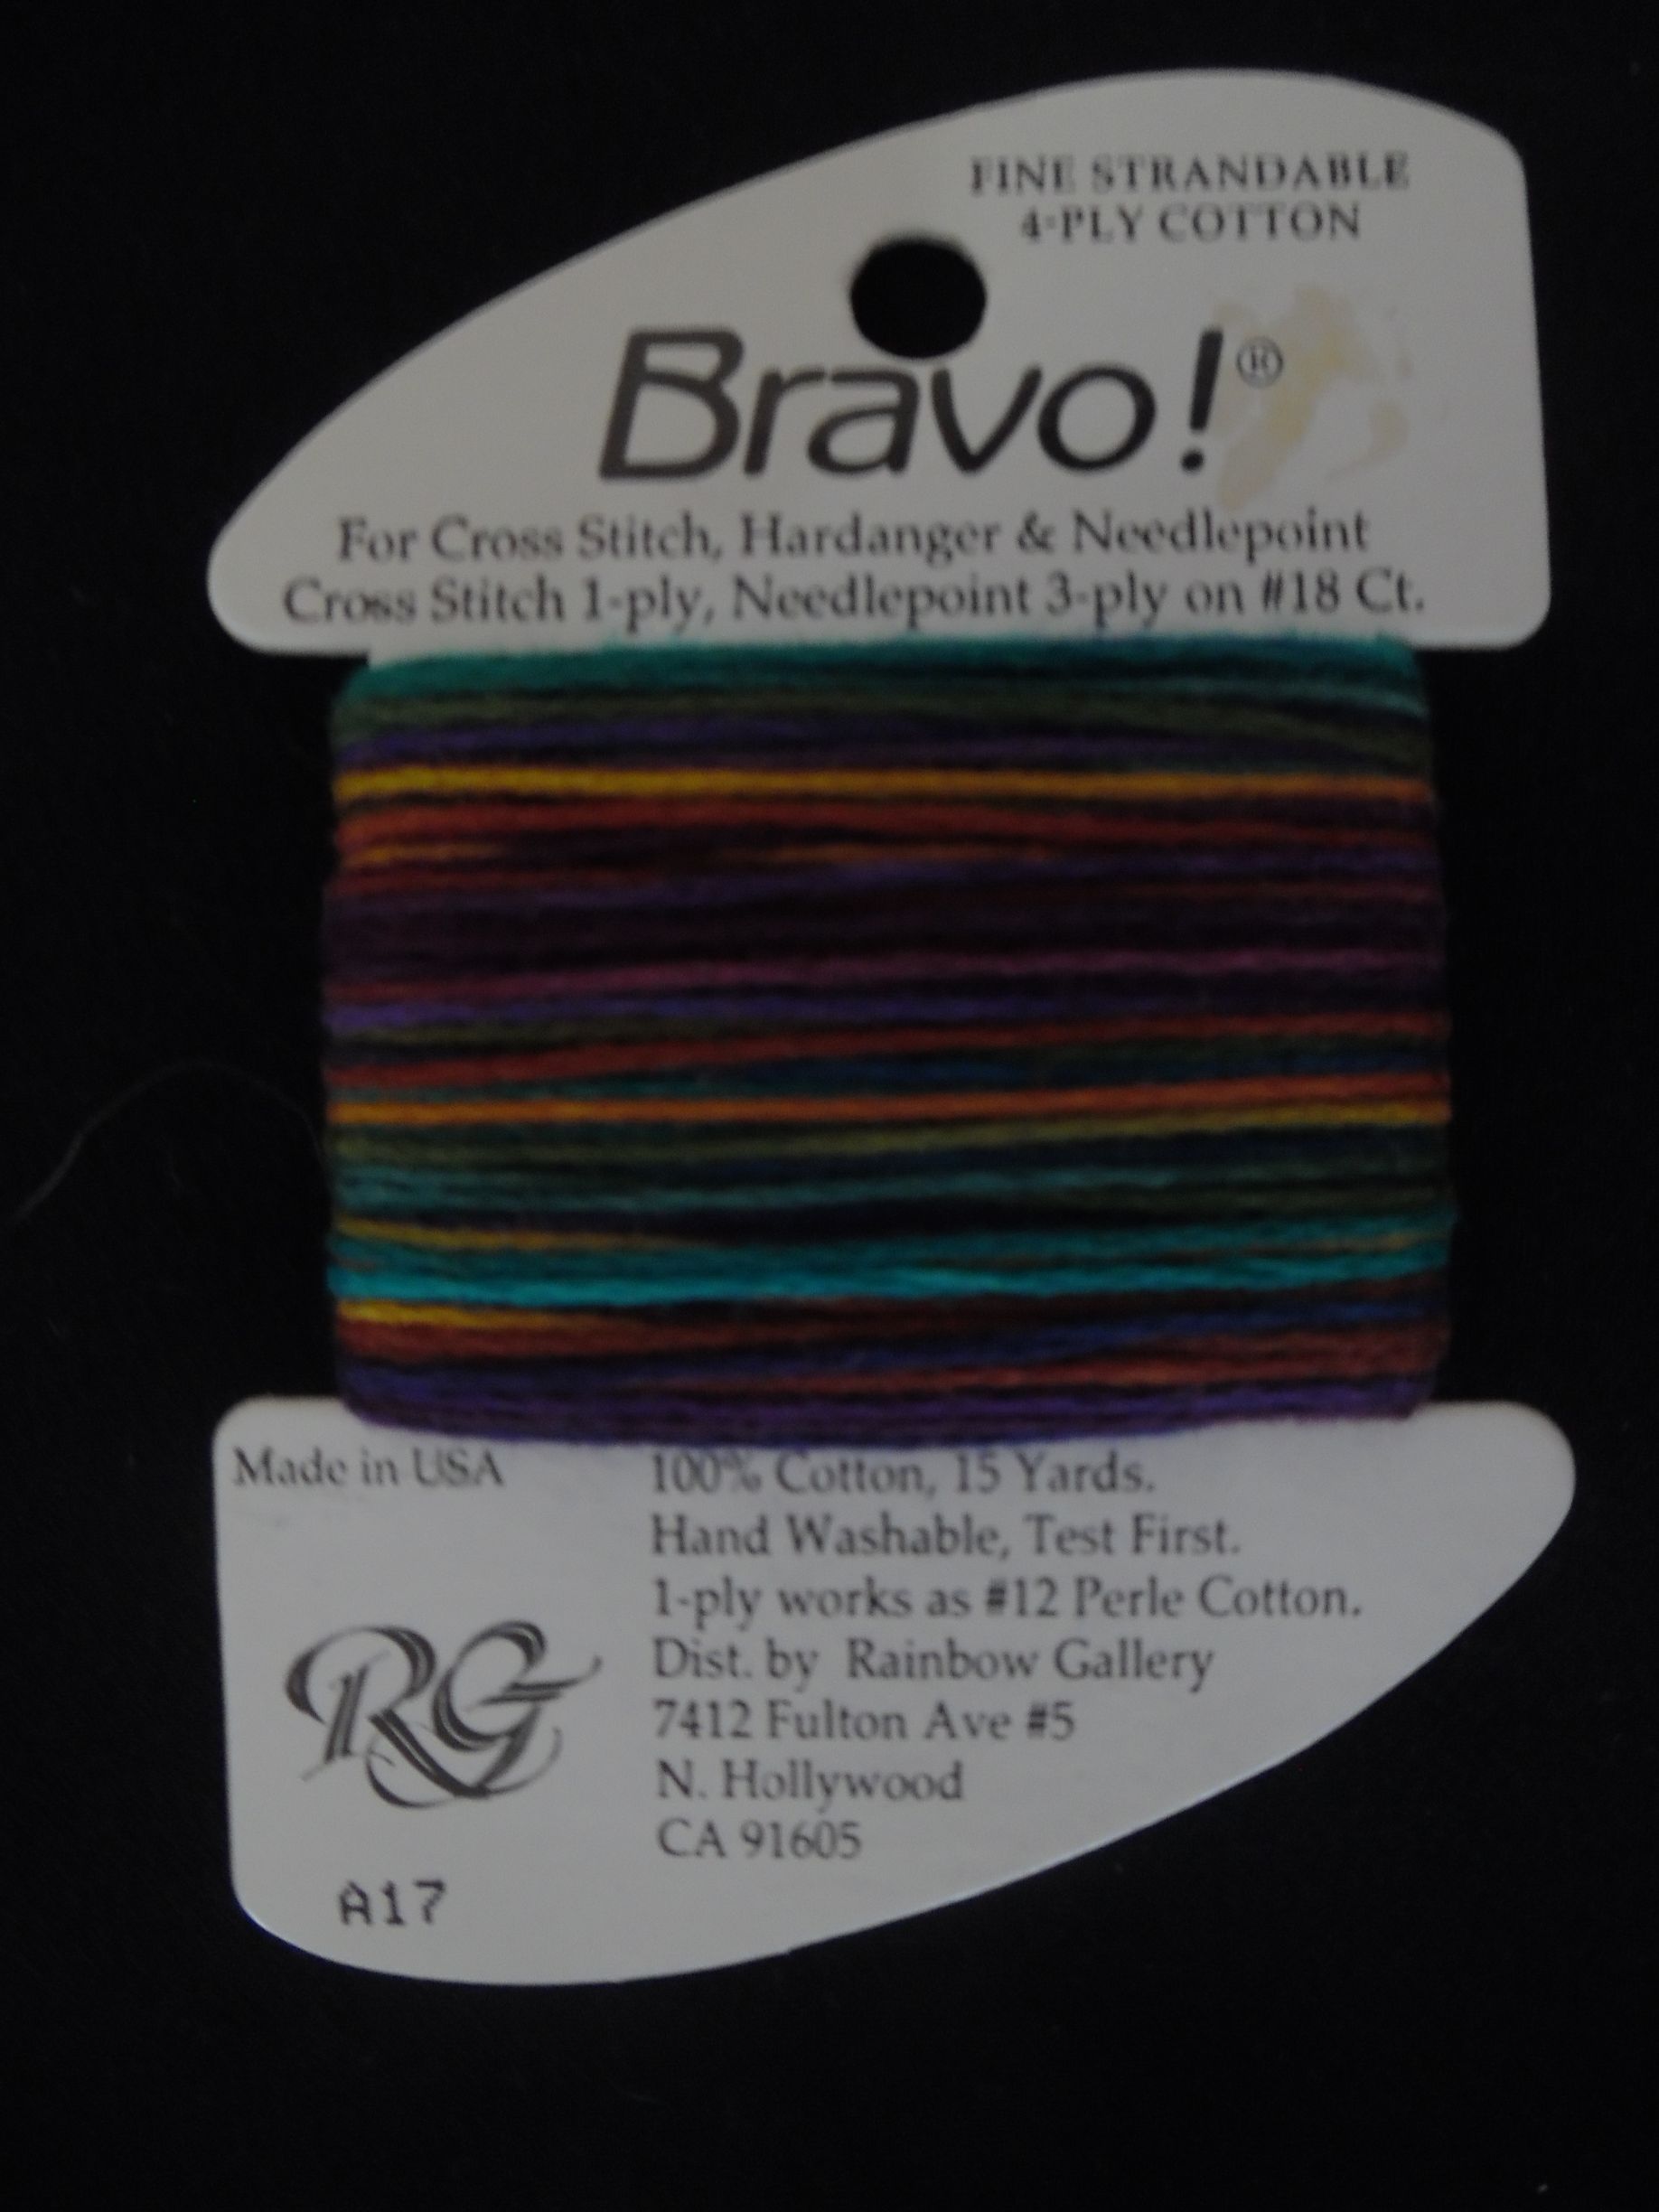 FINE STRANDABLE
4-PLY COTTON
Bravo!®
For Cross Stitch, Hardanger & Needlepoint
Cross Stitch 1-ply, Needlepoint 3-ply on #18 Ct.
Made in USA
100% Cotton, 15 Yards.
Hand Washable, Test First.
1-ply works as #12 Perle Cotton.
Dist. by Rainbow Gallery
7412 Fulton Ave #5
N. Hollywood
CA 91605
RG
A17